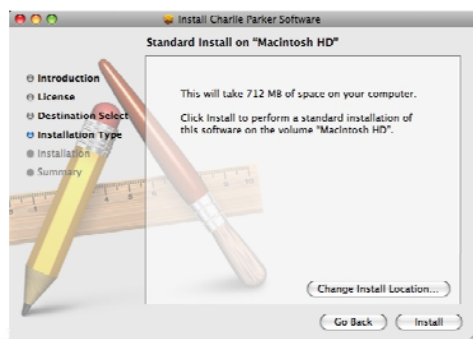 Install Charlie Parker Software
Standard Install on "Macintosh HD"
Introduction
License
Destination Select
Installation Type
Installation
Summary
This will take 712 MB of space on your computer.
Click Install to perform a standard installation of
this software on the volume "Macintosh HD".
Change Install Location...
Go Back
Install